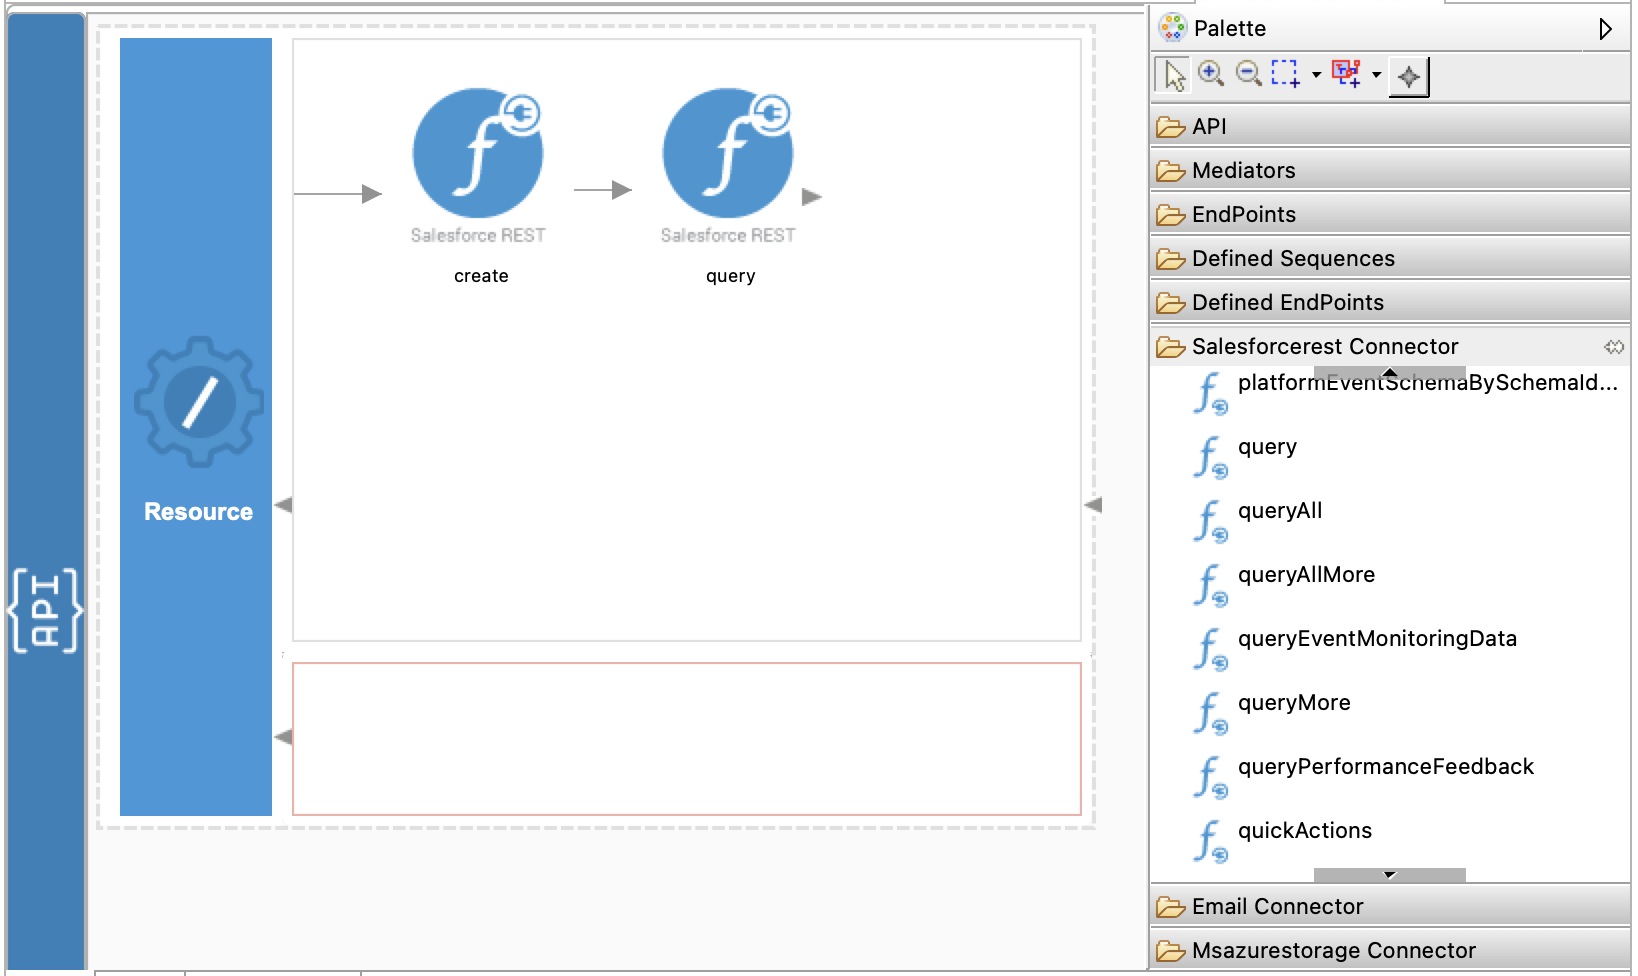 {API}
Resource
Salesforce REST
create
Salesforce REST
query
Palette
API
Mediators
EndPoints
Defined Sequences
Defined EndPoints
Salesforcerest Connector
platformEventSchemaBySchemaId...
query
queryAll
queryAllMore
queryEventMonitoringData
queryMore
queryPerformanceFeedback
quickActions
Email Connector
Msazurestorage Connector